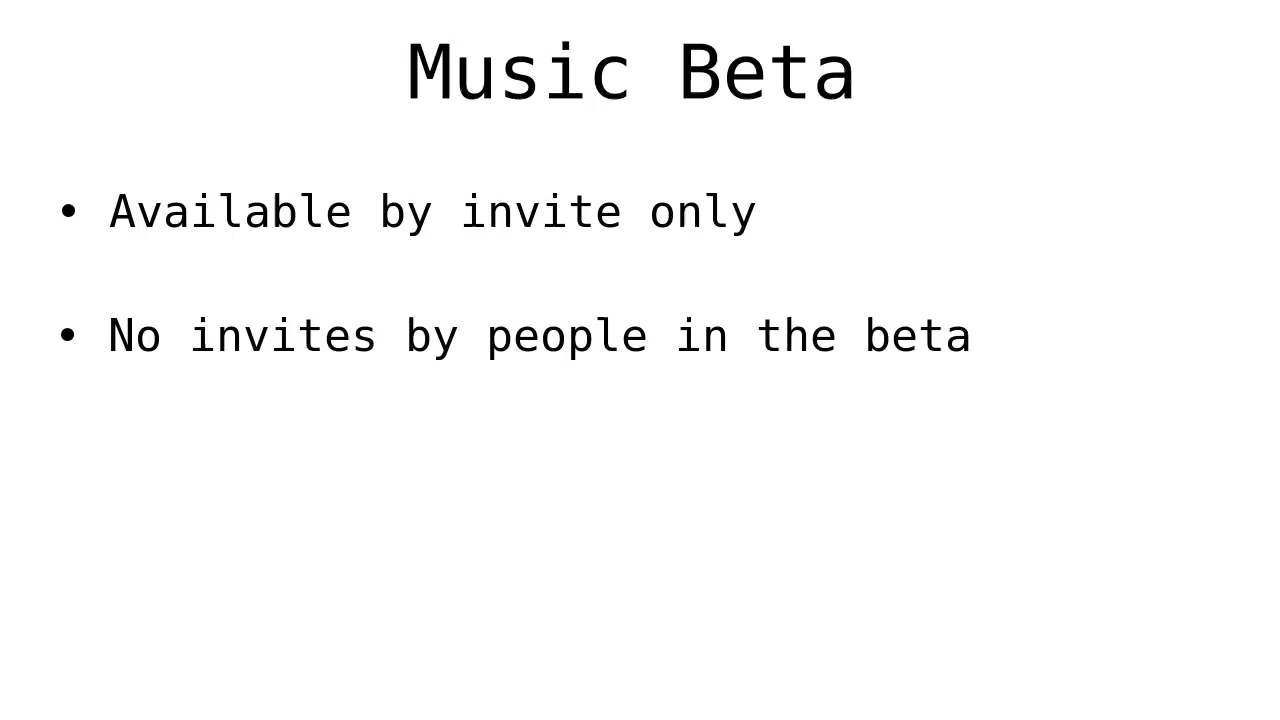 Music Beta
• Available by invite only
• No invites by people in the beta